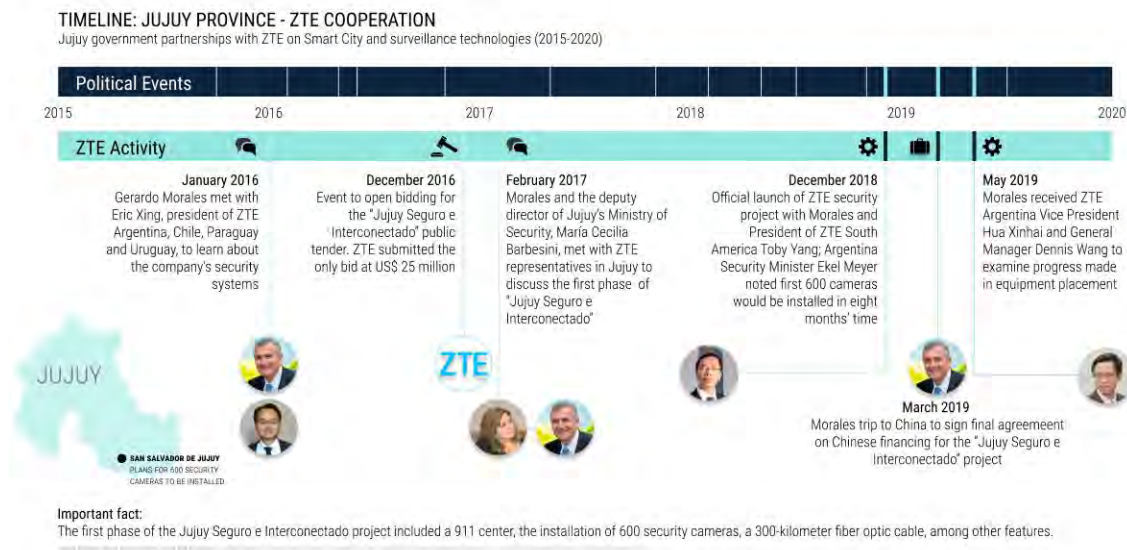 TIMELINE: JUJUY PROVINCE - ZTE COOPERATION
Jujuy government partnerships with ZTE on Smart City and surveillance technologies (2015-2020)
Political Events
2015
2016
2017
2018
2019
2020
ZTE Activity
January 2016
Gerardo Morales met with
Eric Xing, president of ZTE
Argentina, Chile, Paraguay
and Uruguay, to learn about
the company's security
systems
December 2016
Event to open bidding for
the "Jujuy Seguro e
Interconectado" public
tender. ZTE submitted the
only bid at US$ 25 million
February 2017
Morales and the deputy
director of Jujuy's Ministry of
Security, María Cecilia
Barbesini, met with ZTE
representatives in Jujuy to
discuss the first phase of
"Jujuy Seguro e
Interconectado"
December 2018
Official launch of ZTE security
project with Morales and
President of ZTE South
America Toby Yang; Argentina
Security Minister Ekel Meyer
noted first 600 cameras
would be installed in eight
months' time
May 2019
Morales received ZTE
Argentina Vice President
Hua Xinhai and General
Manager Dennis Wang to
examine progress made
in equipment placement
ZTE
JUJUY
March 2019
Morales trip to China to sign final agreemeent
on Chinese financing for the "Jujuy Seguro e
Interconectado" project
SAN SALVADOR DE JUJUY
PLANS FOR 600 SECURITY
CAMERAS TO BE INSTALLED
Important fact:
The first phase of the Jujuy Seguro e Interconectado project included a 911 center, the installation of 600 security cameras, a 300-kilometer fiber optic cable, among other features.